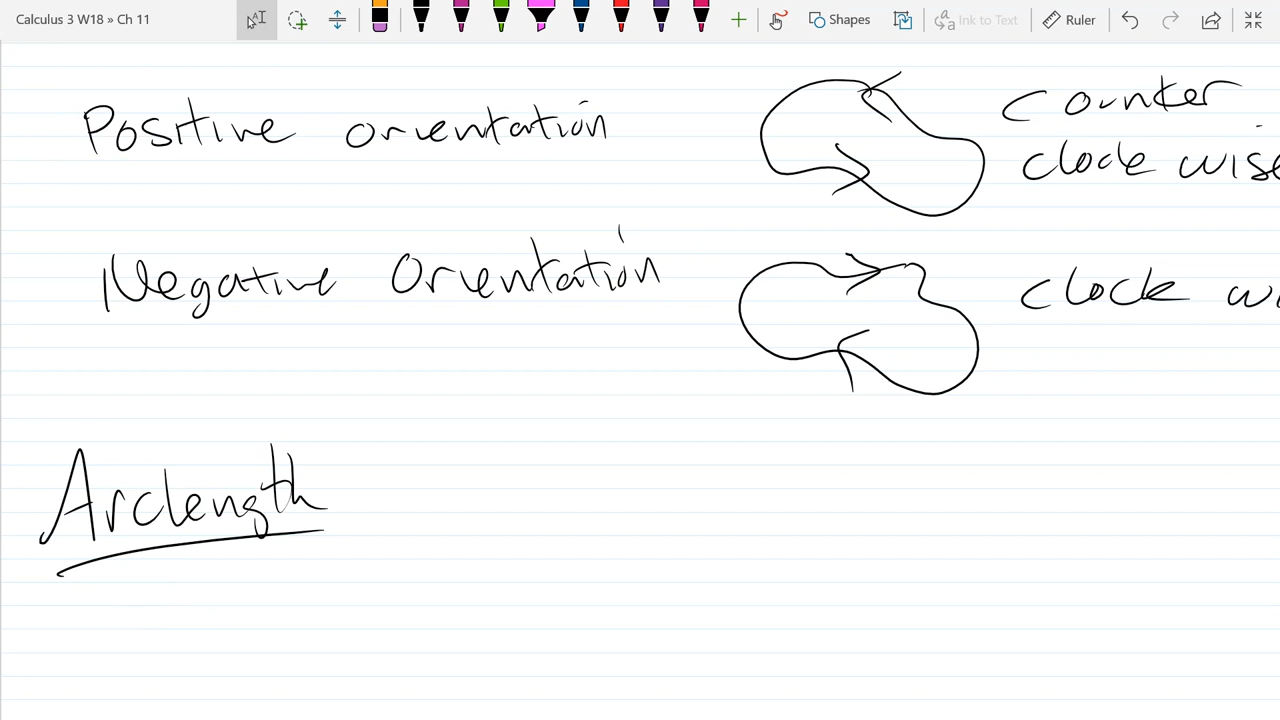 Calculus 3 W18 » Ch 11
Ink to Text
Shapes
Ruler
Positive orientation
counter
clock wise
Negative Orientation
clock wi
Arclength